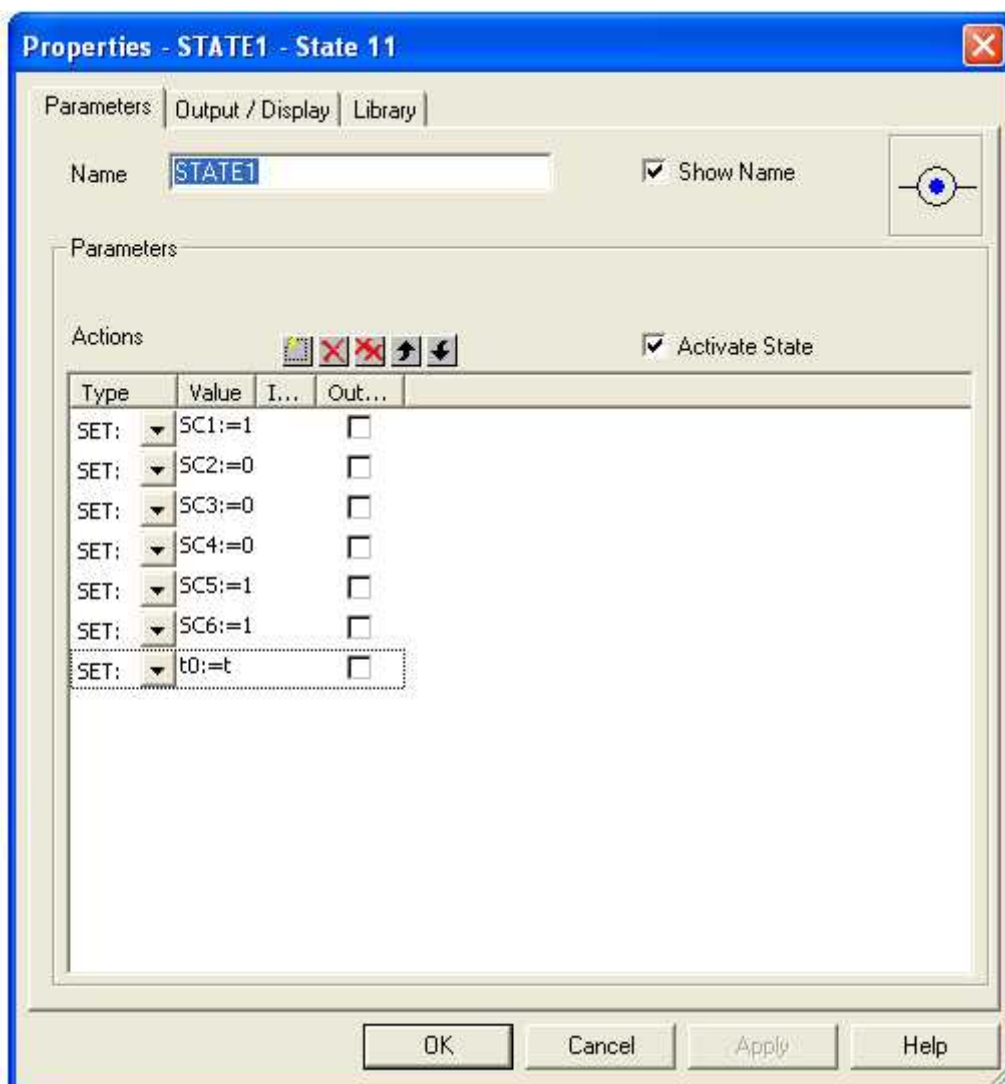 Properties - STATE1 - State 11
Parameters Output / Display Library
Name STATE1 Show Name
Parameters
Actions Activate State
Type Value I... Out...
SET: SC1:=1
SET: SC2:=0
SET: SC3:=0
SET: SC4:=0
SET: SC5:=1
SET: SC6:=1
SET: t0:=t
OK Cancel Apply Help